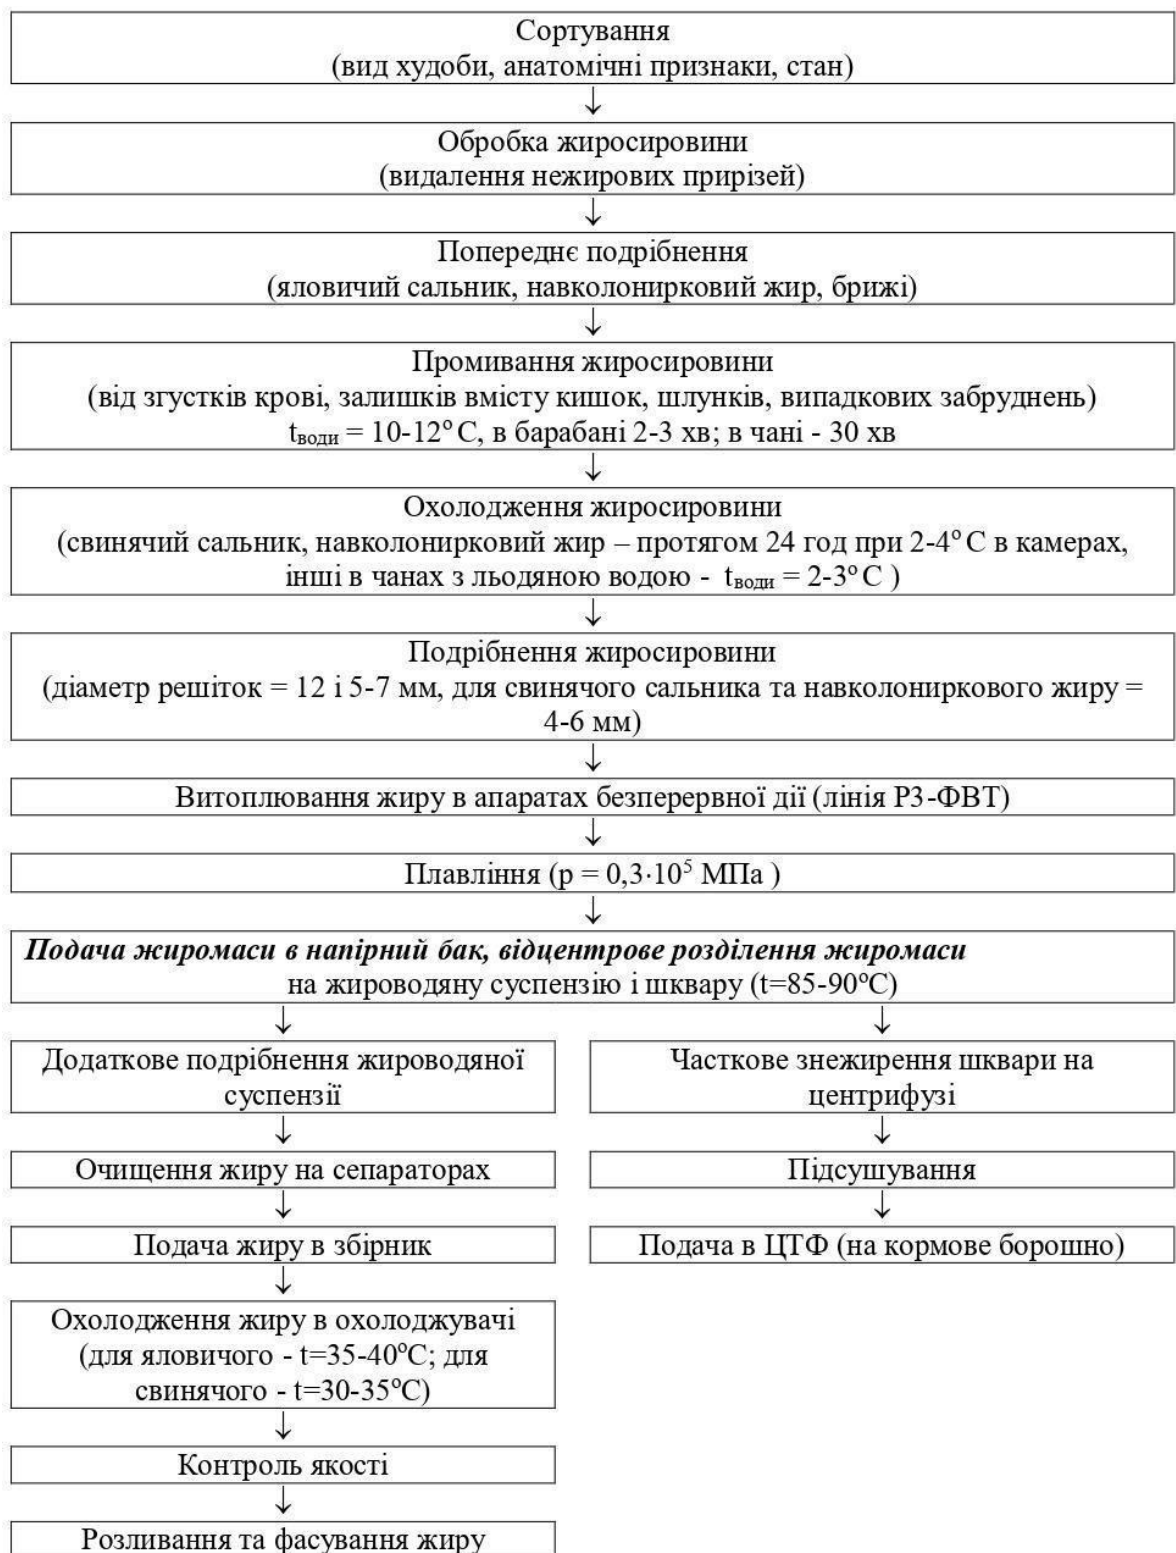 Сортування
(вид худоби, анатомічні признаки, стан)
↓
Обробка жиросировини
(видалення нежирових прирізей)
↓
Попереднє подрібнення
(яловичий сальник, навколонирковий жир, брижі)
↓
Промивання жиросировини
(від згустків крові, залишків вмісту кишок, шлунків, випадкових забруднень)
tводи = 10-12° С, в барабані 2-3 хв; в чані - 30 хв
↓
Охолодження жиросировини
(свинячий сальник, навколонирковий жир – протягом 24 год при 2-4° С в камерах,
інші в чанах з льодяною водою - tводи = 2-3° С )
↓
Подрібнення жиросировини
(діаметр решіток = 12 і 5-7 мм, для свинячого сальника та навколониркового жиру =
4-6 мм)
↓
Витоплювання жиру в апаратах безперервної дії (лінія РЗ-ФВТ)
↓
Плавління (р = 0,3·10⁵ МПа )
↓
Подача жиромаси в напірний бак, відцентрове розділення жиромаси
на жироводяну суспензію і шквару (t=85-90°С)
↓
Додаткове подрібнення жироводяної
суспензії
↓
Очищення жиру на сепараторах
↓
Подача жиру в збірник
↓
Охолодження жиру в охолоджувачі
(для яловичого - t=35-40°С; для
свинячого - t=30-35°С)
↓
Контроль якості
↓
Розливання та фасування жиру
↓
Часткове знежирення шквари на
центрифузі
↓
Підсушування
↓
Подача в ЦТФ (на кормове борошно)